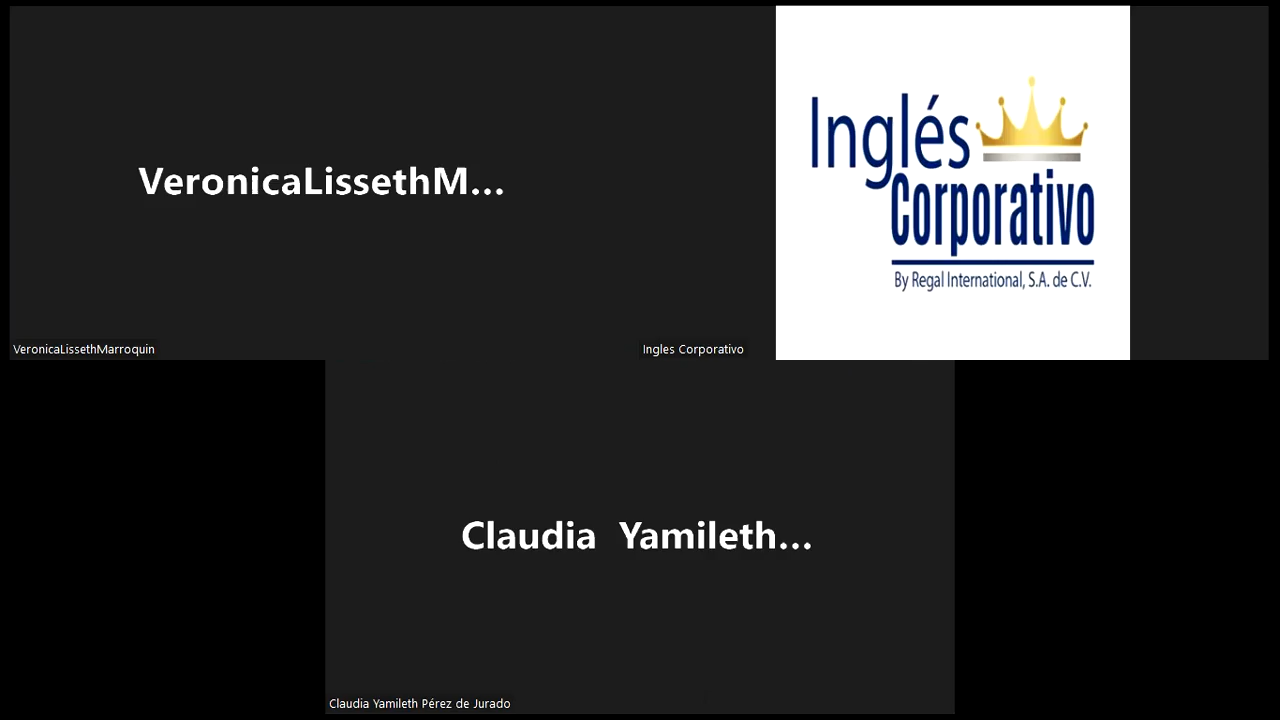 VeronicaLissethM...
VeronicaLissethMarroquin
Inglés
Corporativo
By Regal International, S.A. de C.V.
Ingles Corporativo
Claudia Yamileth...
Claudia Yamileth Pérez de Jurado